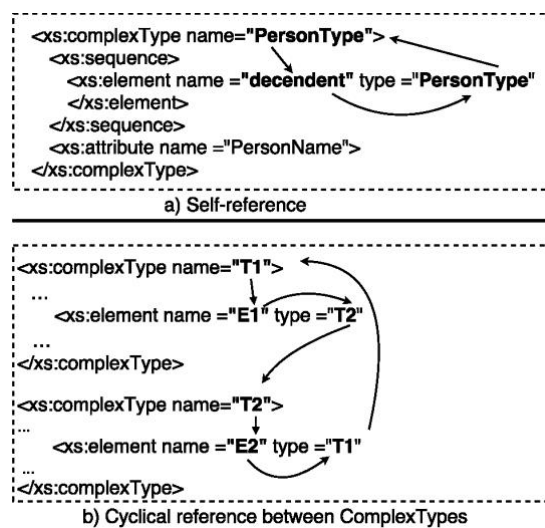 <xs:complexType name="PersonType">
<xs:sequence>
<xs:element name ="decendent" type ="PersonType"
</xs:element>
</xs:sequence>
<xs:attribute name ="PersonName">
</xs:complexType>
a) Self-reference
<xs:complexType name="T1">
...
<xs:element name ="E1" type ="T2"
...
</xs:complexType>
<xs:complexType name="T2">
...
<xs:element name ="E2" type ="T1"
...
</xs:complexType>
b) Cyclical reference between ComplexTypes